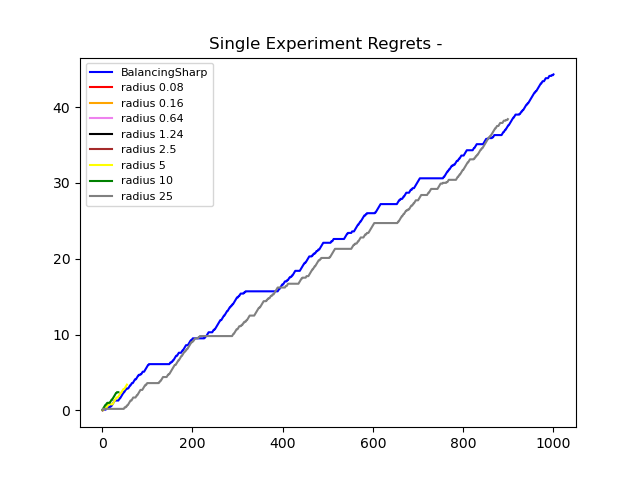 Single Experiment Regrets -
BalancingSharp
radius 0.08
radius 0.16
radius 0.64
radius 1.24
radius 2.5
radius 5
radius 10
radius 25
40
30
20
10
0
0 200 400 600 800 1000